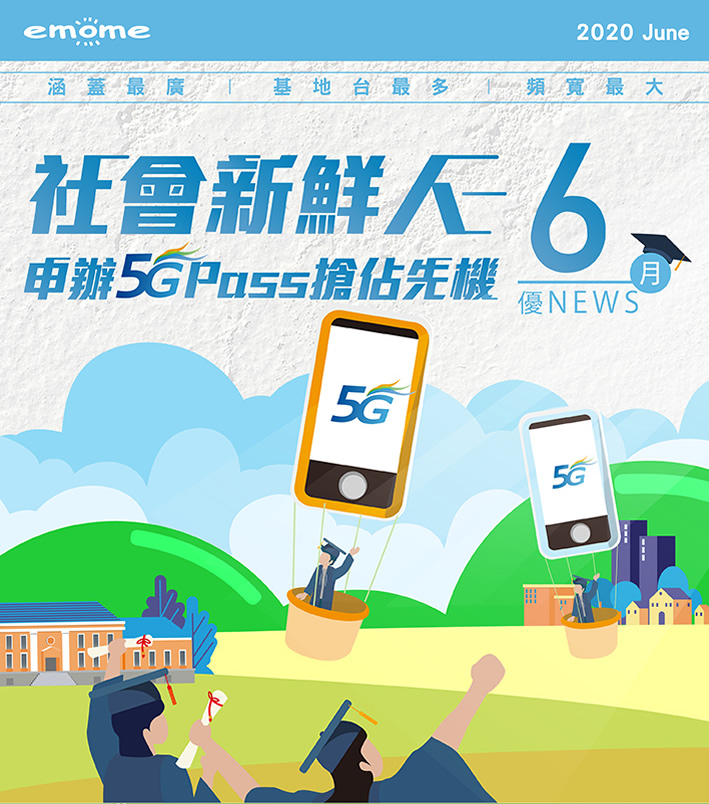 emome
2020 June
涵蓋最廣 | 基地台最多 | 頻寬最大
社會新鮮人
申辦5GPass搶佔先機
6
月
優NEWS
5G
5G